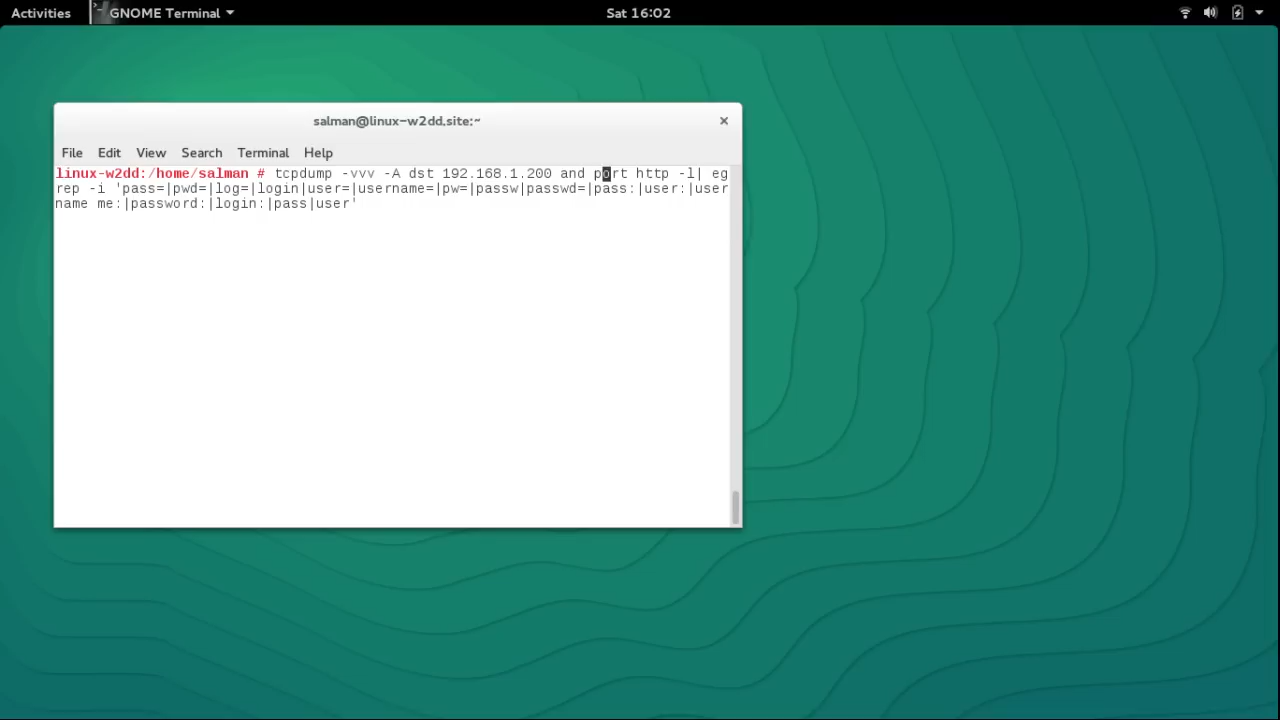 Activities
GNOME Terminal
Sat 16:02
salman@linux-w2dd.site:~
File Edit View Search Terminal Help
linux-w2dd:/home/salman # tcpdump -vvv -A dst 192.168.1.200 and port http -l| eg
rep -i 'pass=|pwd=|log=|login|user=|username=|pw=|passw|passwd=|pass:|user:|user
name me:|password:|login:|pass|user'